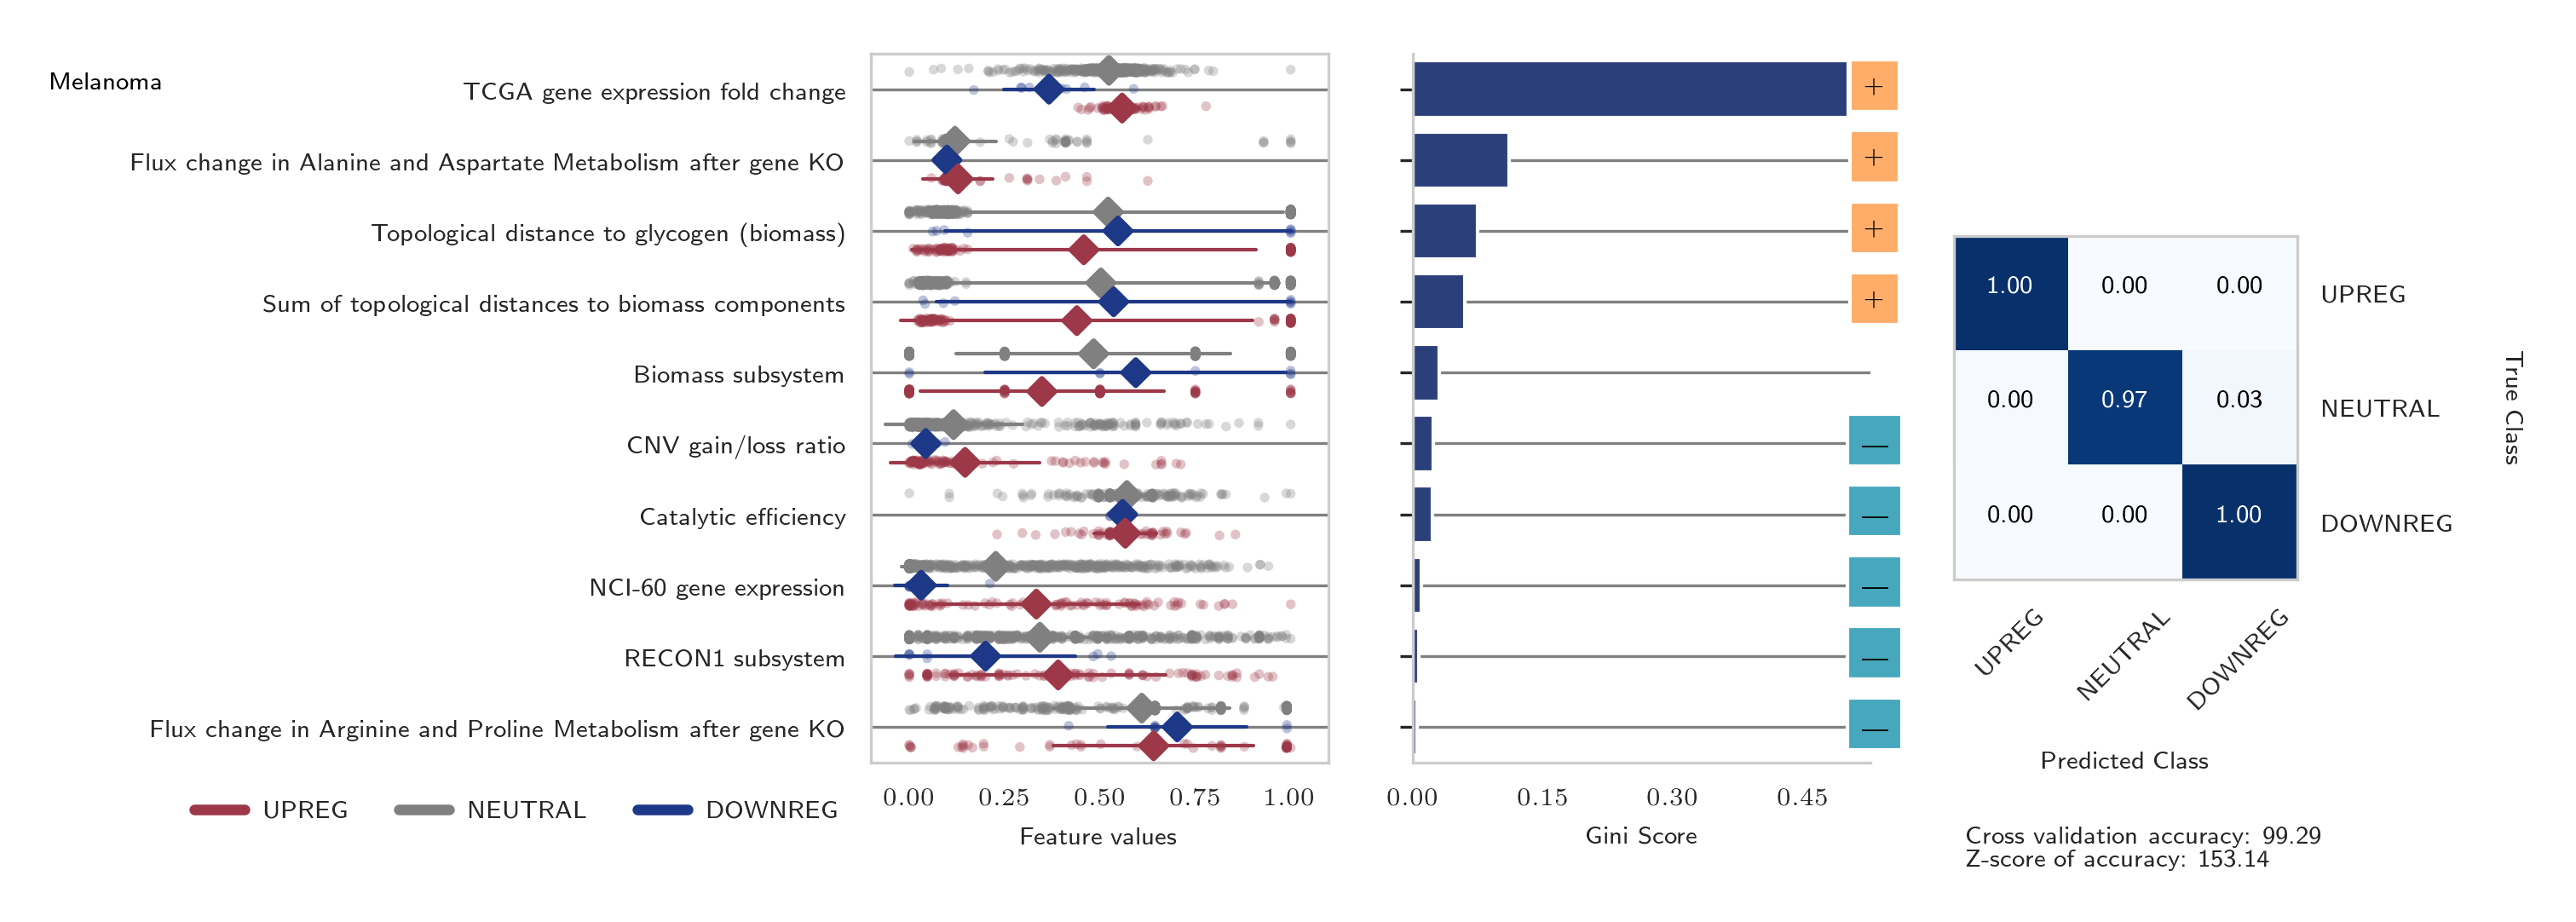 Melanoma
TCGA gene expression fold change
Flux change in Alanine and Aspartate Metabolism after gene KO
Topological distance to glycogen (biomass)
Sum of topological distances to biomass components
Biomass subsystem
CNV gain/loss ratio
Catalytic efficiency
NCI-60 gene expression
RECON1 subsystem
Flux change in Arginine and Proline Metabolism after gene KO
UPREG NEUTRAL DOWNREG
0.00 0.25 0.50 0.75 1.00
Feature values
+
+
+
+
—
—
—
—
—
0.00 0.15 0.30 0.45
Gini Score
1.00 0.00 0.00 UPREG
0.00 0.97 0.03 NEUTRAL
0.00 0.00 1.00 DOWNREG
True Class
UPREG NEUTRAL DOWNREG
Predicted Class
Cross validation accuracy: 99.29
Z-score of accuracy: 153.14